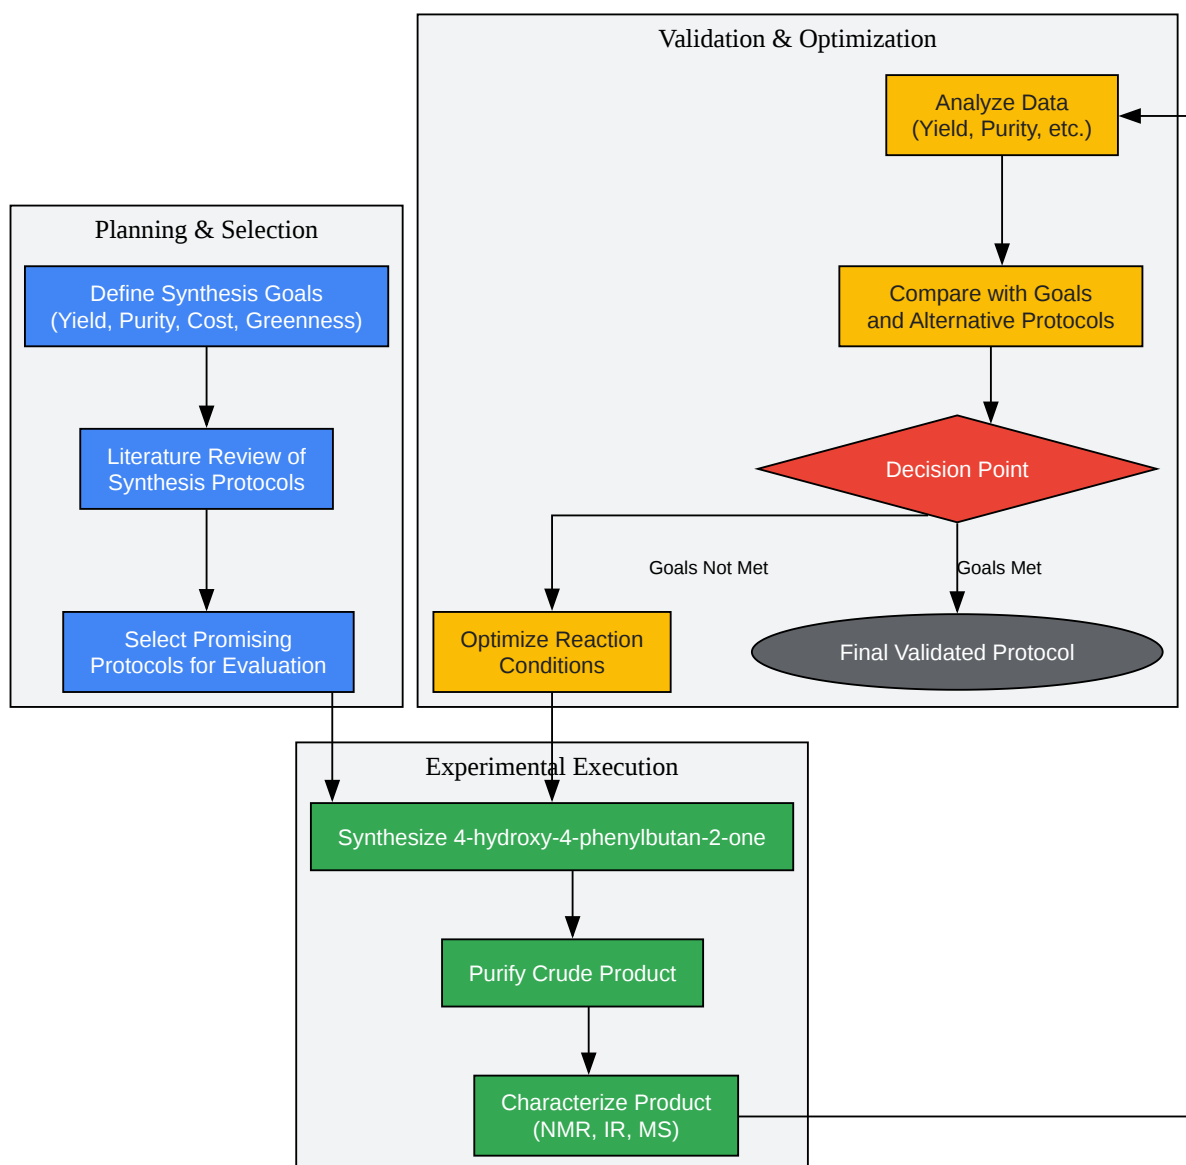 Planning & Selection
Define Synthesis Goals
(Yield, Purity, Cost, Greenness)
Literature Review of
Synthesis Protocols
Select Promising
Protocols for Evaluation
Validation & Optimization
Analyze Data
(Yield, Purity, etc.)
Compare with Goals
and Alternative Protocols
Decision Point
Goals Not Met
Goals Met
Optimize Reaction
Conditions
Final Validated Protocol
Experimental Execution
Synthesize 4-hydroxy-4-phenylbutan-2-one
Purify Crude Product
Characterize Product
(NMR, IR, MS)